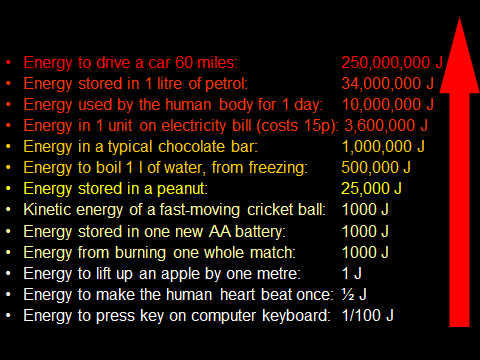 • Energy to drive a car 60 miles: 250,000,000 J
• Energy stored in 1 litre of petrol: 34,000,000 J
• Energy used by the human body for 1 day: 10,000,000 J
• Energy in 1 unit on electricity bill (costs 15p): 3,600,000 J
• Energy in a typical chocolate bar: 1,000,000 J
• Energy to boil 1 l of water, from freezing: 500,000 J
• Energy stored in a peanut: 25,000 J
• Kinetic energy of a fast-moving cricket ball: 1000 J
• Energy stored in one new AA battery: 1000 J
• Energy from burning one whole match: 1000 J
• Energy to lift up an apple by one metre: 1 J
• Energy to make the human heart beat once: ½ J
• Energy to press key on computer keyboard: 1/100 J